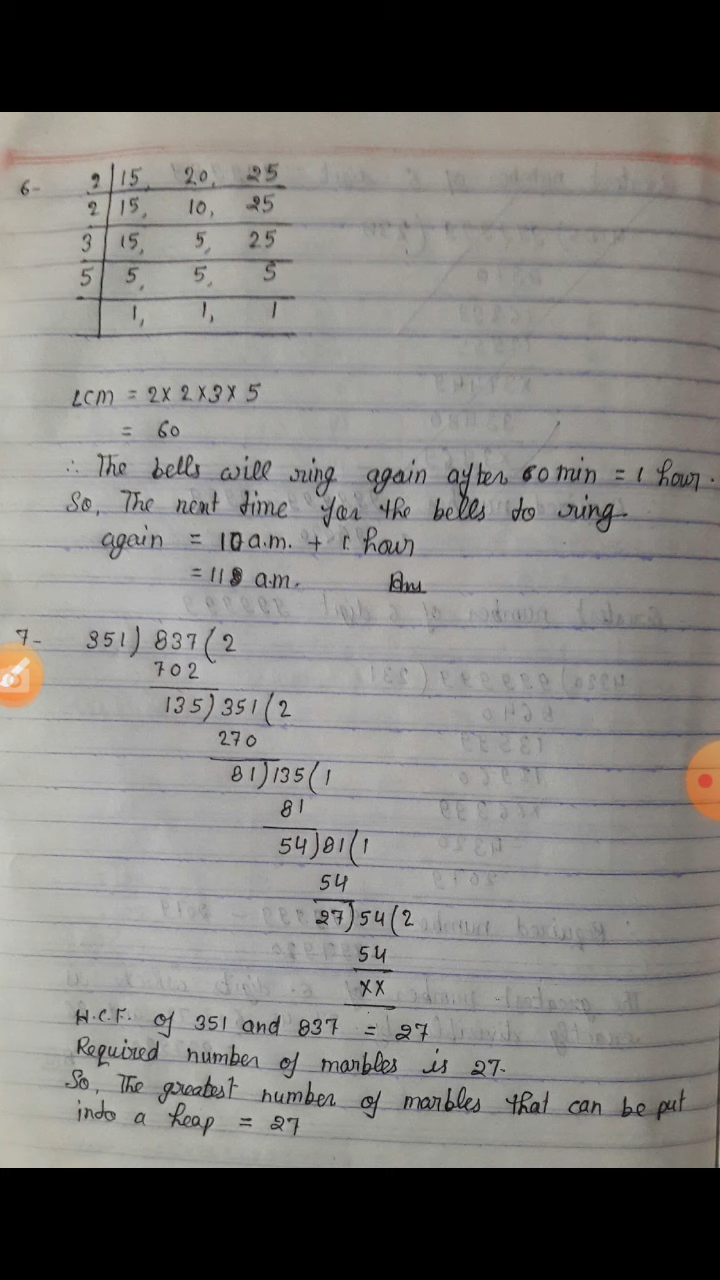 6- 2 | 15, 20, 25
2 | 15, 10, 25
3 | 15, 5, 25
5 | 5, 5, 5
1, 1, 1
LCM = 2x 2 x 3 x 5
= 60
∴ The bells will ring again after 60 min = 1 hour.
So, The next time for the bells to ring
again = 10 a.m. + 1 hour
= 11 a.m. Ans
7- 351) 837 (2
702
135) 351 (2
270
81) 135 (1
81
54) 81 (1
54
27) 54 (2
54
xx
H.C.F. of 351 and 837 = 27
Required number of marbles is 27.
So, The greatest number of marbles that can be put
into a heap = 27